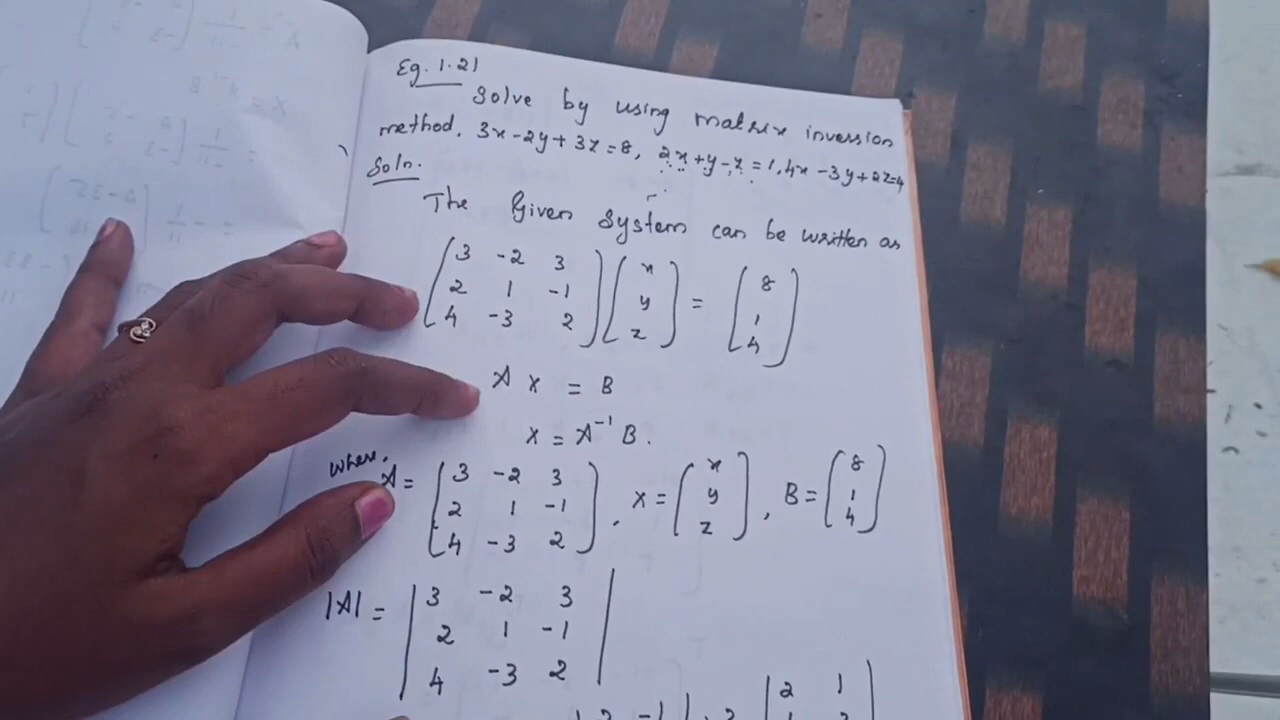 Eg. 1.21
Solve by using matrix inversion
method. 3x-2y+3z=8, 2x+y-z=1, 4x-3y+2z=4
Soln.
The Given System can be written as
3 -2 3 x 8
2 1 -1 y = 1
4 -3 2 z 4
A X = B
X = A⁻¹ B.
where,
A = 3 -2 3 , X = x , B = 8
2 1 -1 y 1
4 -3 2 z 4
|A| = 3 -2 3
2 1 -1
4 -3 2
2 1